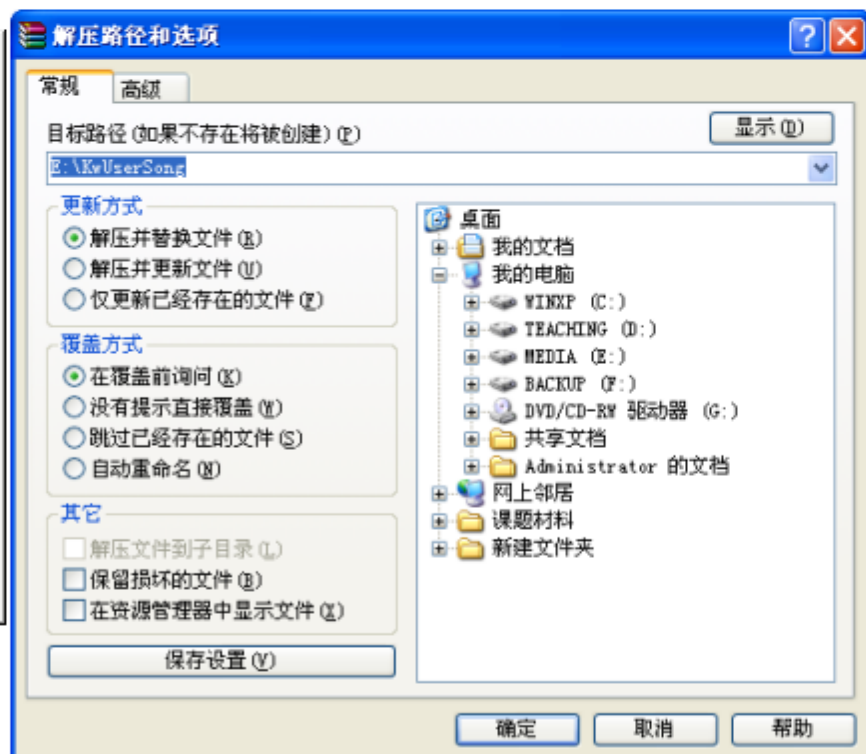 解压路径和选项
常规 高级
目标路径(如果不存在将被创建)(P)
显示(D)
E:\KwUserSong
更新方式
解压并替换文件(R)
解压并更新文件(U)
仅更新已经存在的文件(F)
覆盖方式
在覆盖前询问(K)
没有提示直接覆盖(W)
跳过已经存在的文件(S)
自动重命名(N)
其它
解压文件到子目录(L)
保留损坏的文件(B)
在资源管理器中显示文件(X)
保存设置(V)
桌面
我的文档
我的电脑
WINXP (C:)
TEACHING (D:)
MEDIA (E:)
BACKUP (F:)
DVD/CD-RW 驱动器 (G:)
共享文档
Administrator 的文档
网上邻居
课题材料
新建文件夹
确定 取消 帮助